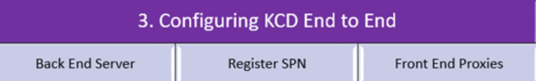 3. Configuring KCD End to End
Back End Server
Register SPN
Front End Proxies